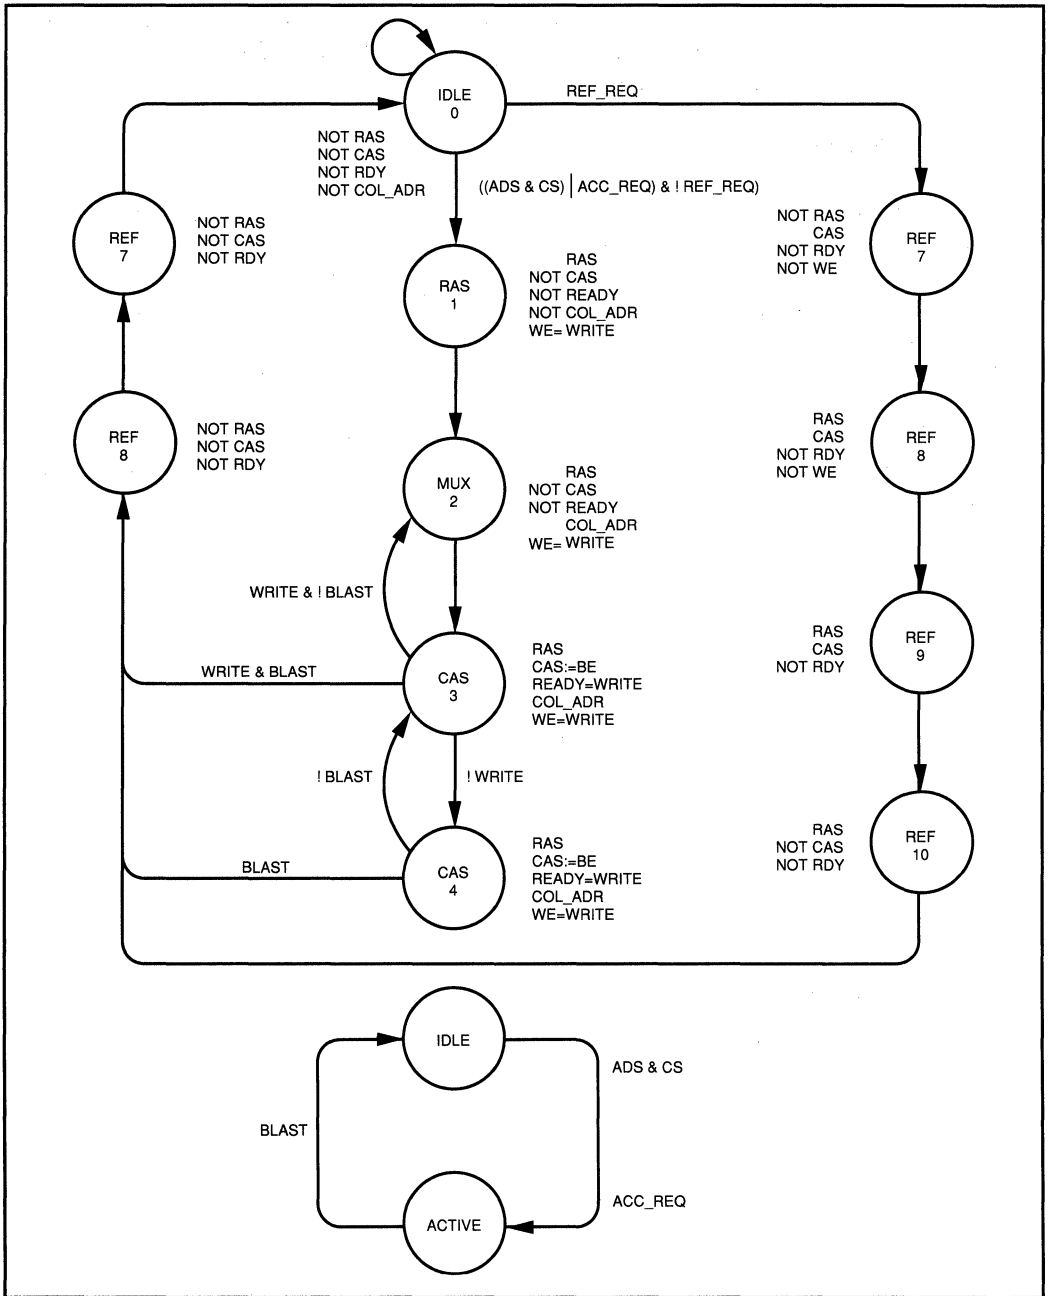 IDLE
0
REF_REQ
NOT RAS
NOT CAS
NOT RDY
NOT COL_ADR
((ADS & CS) | ACC_REQ) & ! REF_REQ)
REF
7
NOT RAS
NOT CAS
NOT RDY
RAS
1
RAS
NOT CAS
NOT READY
NOT COL_ADR
WE= WRITE
NOT RAS
CAS
NOT RDY
NOT WE
REF
7
REF
8
NOT RAS
NOT CAS
NOT RDY
MUX
2
RAS
NOT CAS
NOT READY
COL_ADR
WE= WRITE
RAS
CAS
NOT RDY
NOT WE
REF
8
WRITE & ! BLAST
WRITE & BLAST
CAS
3
RAS
CAS:=BE
READY=WRITE
COL_ADR
WE=WRITE
RAS
CAS
NOT RDY
REF
9
! BLAST
! WRITE
BLAST
CAS
4
RAS
CAS:=BE
READY=WRITE
COL_ADR
WE=WRITE
RAS
NOT CAS
NOT RDY
REF
10
IDLE
ADS & CS
BLAST
ACC_REQ
ACTIVE